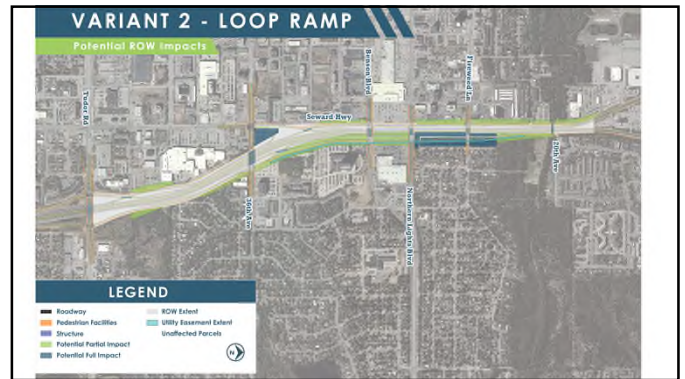 VARIANT 2 - LOOP RAMP
Potential ROW Impacts
Tudor Rd
36th Ave
Seward Hwy
Benson Blvd
Northern Lights Blvd
Fireweed Ln
20th Ave
LEGEND
Roadway
Pedestrian Facilities
Structure
Potential Partial Impact
Potential Full Impact
ROW Extent
Utility Easement Extent
Unaffected Parcels
N